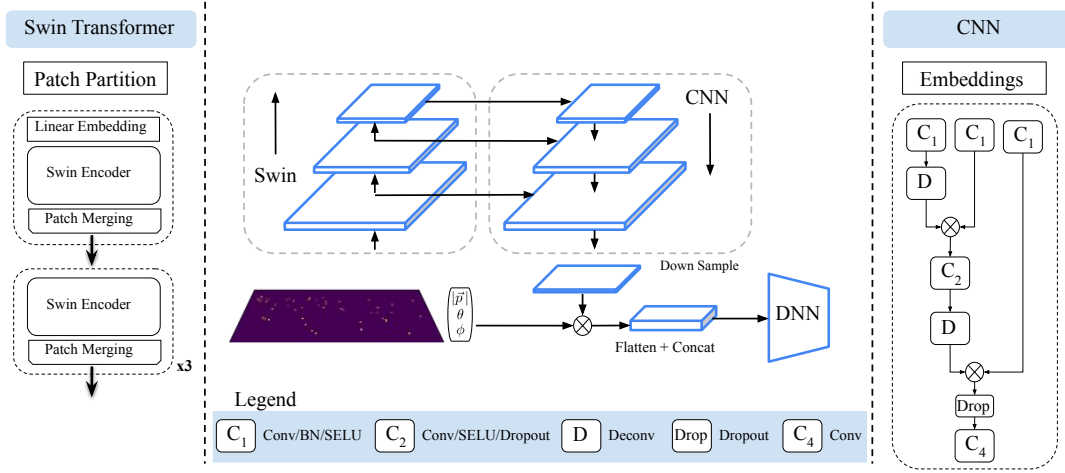 Swin Transformer
Patch Partition
Linear Embedding
Swin Encoder
Patch Merging
Swin Encoder
Patch Merging
x3
Swin
CNN
Down Sample
|p⃗|
θ
ϕ
DNN
Flatten + Concat
Legend
C₁ Conv/BN/SELU C₂ Conv/SELU/Dropout D Deconv Drop Dropout C₄ Conv
CNN
Embeddings
C₁ C₁ C₁
D
C₂
D
Drop
C₄